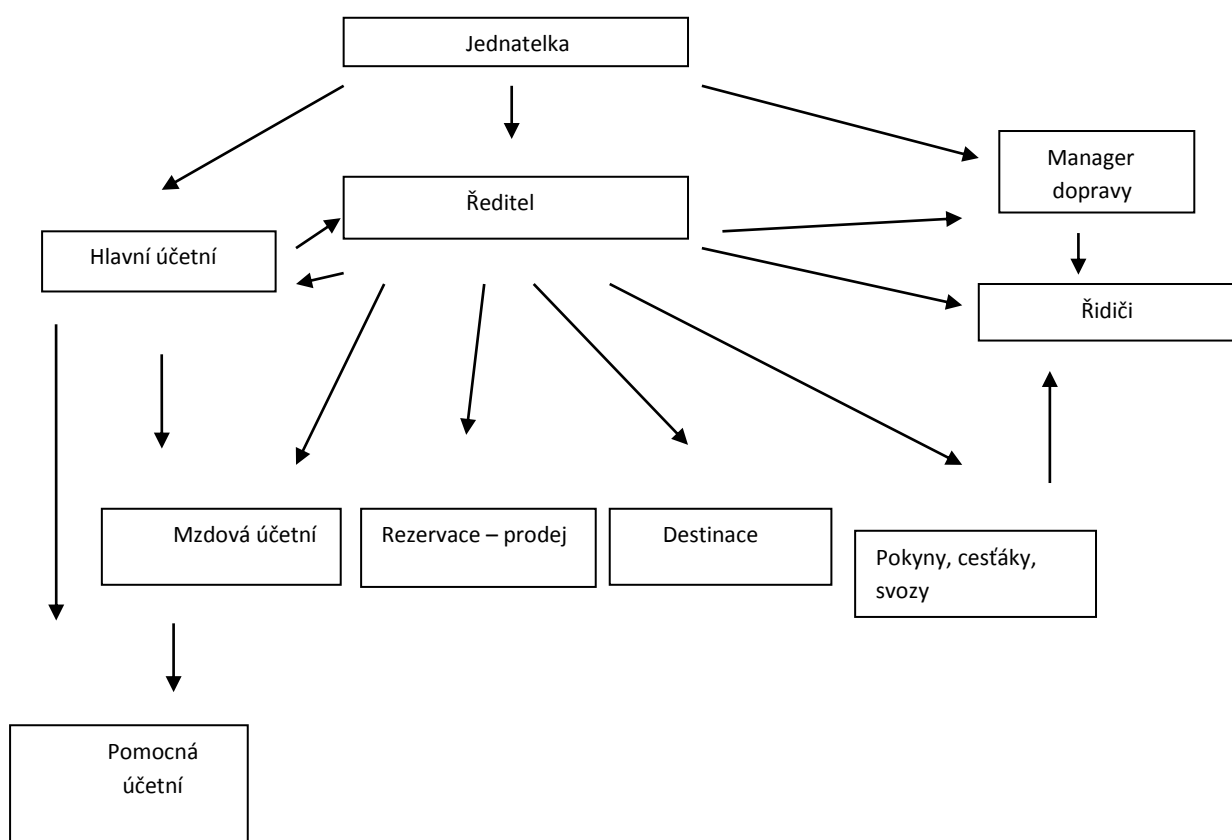 Jednatelka
Manager
dopravy
Ředitel
Hlavní účetní
Řidiči
Mzdová účetní
Rezervace – prodej
Destinace
Pokyny, cesťáky,
svozy
Pomocná
účetní